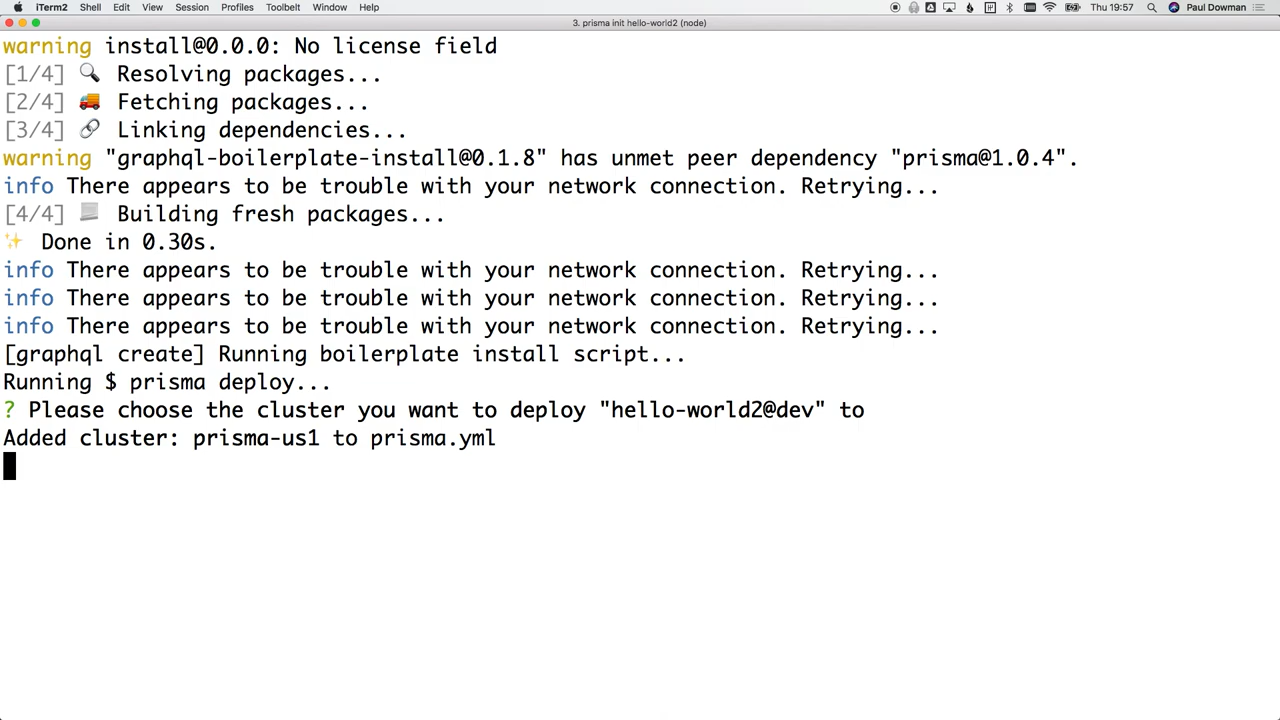 iTerm2 Shell Edit View Session Profiles Toolbelt Window Help Thu 19:57 Paul Dowman
3. prisma init hello-world2 (node)
warning install@0.0.0: No license field
[1/4] 🔍 Resolving packages...
[2/4] 🚚 Fetching packages...
[3/4] 🔗 Linking dependencies...
warning "graphql-boilerplate-install@0.1.8" has unmet peer dependency "prisma@1.0.4".
info There appears to be trouble with your network connection. Retrying...
[4/4] 📃 Building fresh packages...
✨ Done in 0.30s.
info There appears to be trouble with your network connection. Retrying...
info There appears to be trouble with your network connection. Retrying...
info There appears to be trouble with your network connection. Retrying...
[graphql create] Running boilerplate install script...
Running $ prisma deploy...
? Please choose the cluster you want to deploy "hello-world2@dev" to
Added cluster: prisma-us1 to prisma.yml